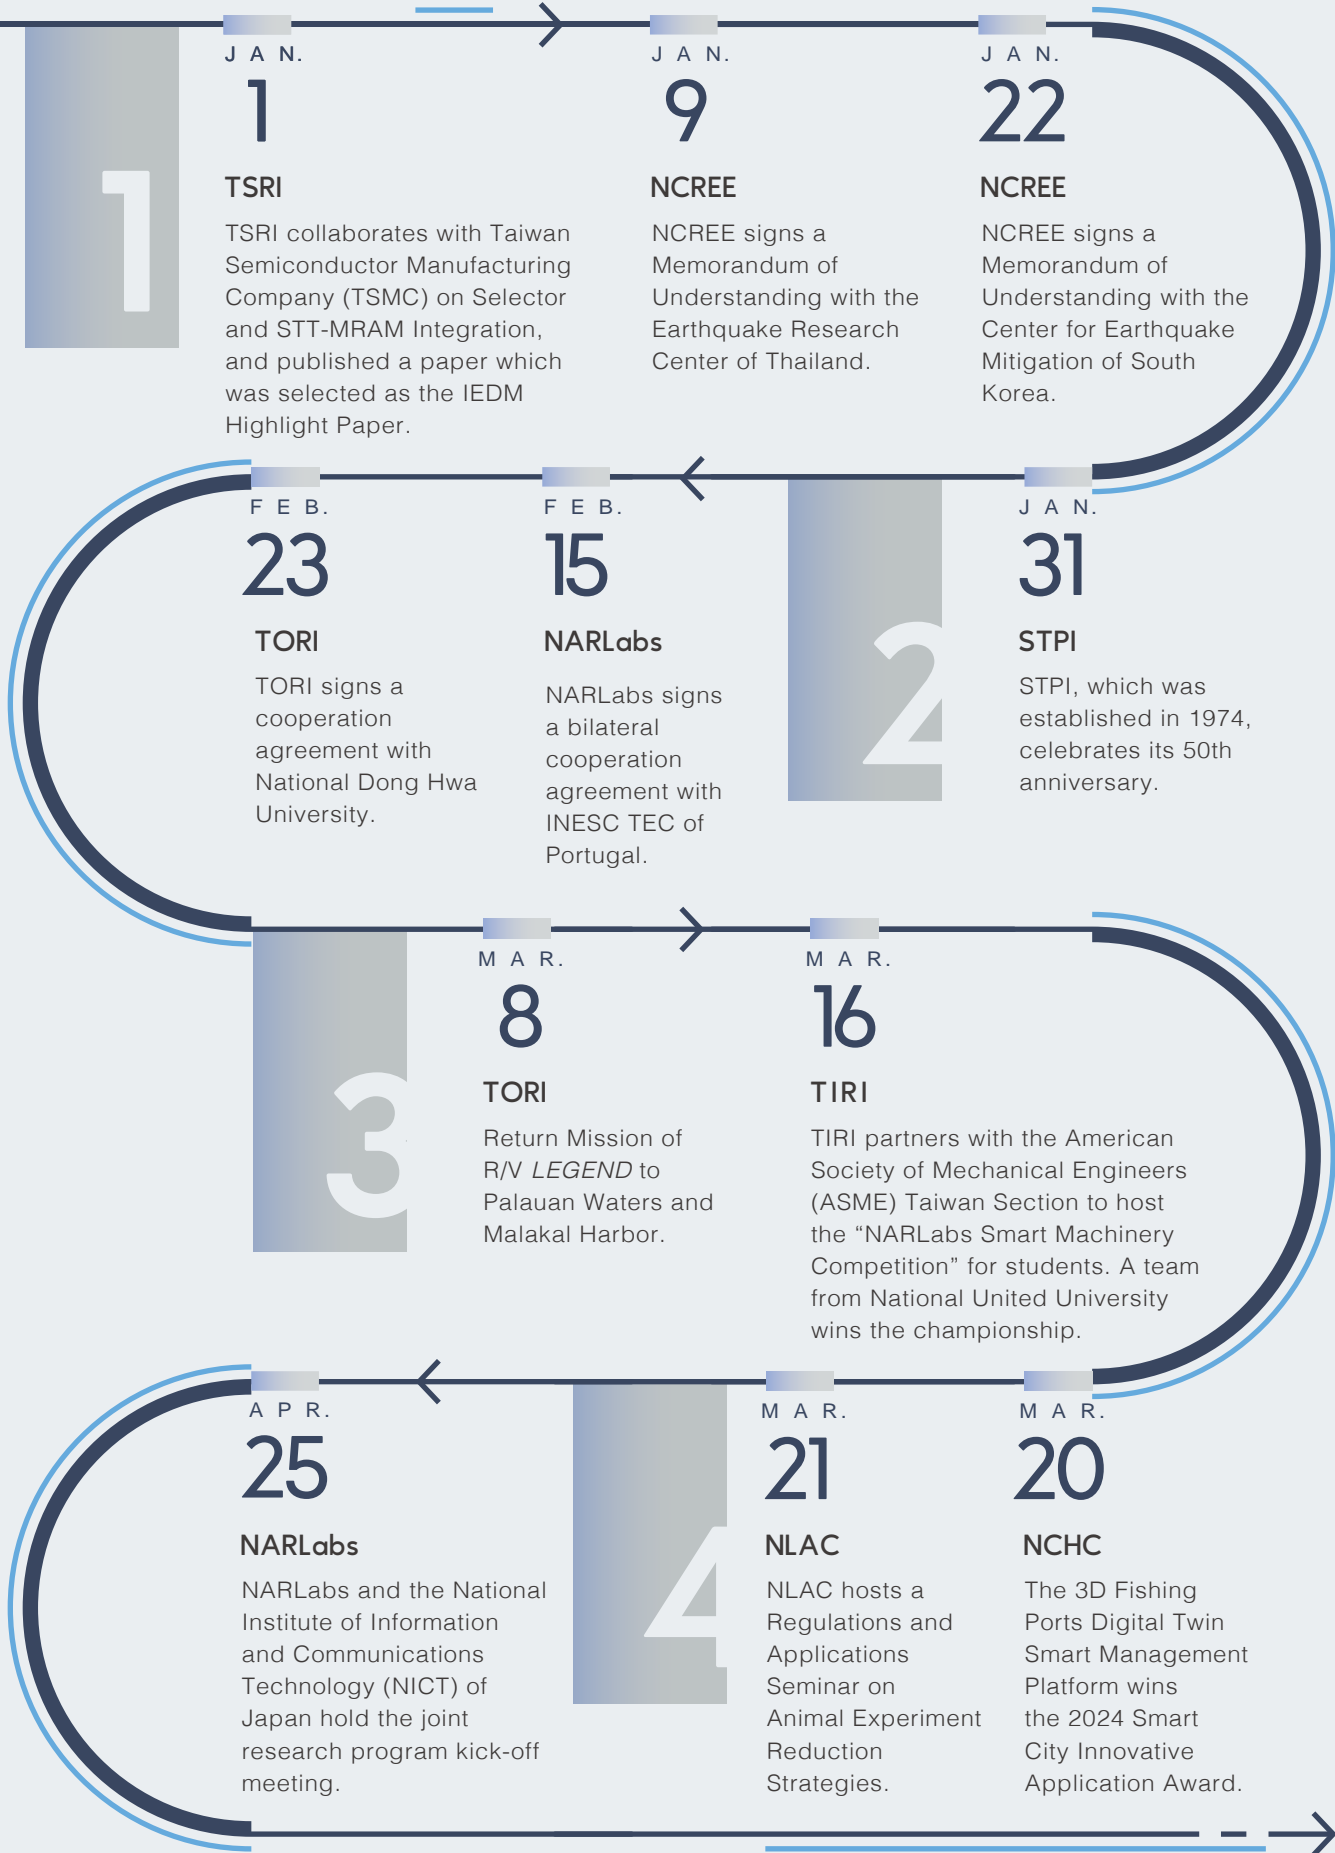 1
JAN.
1
TSRI
TSRI collaborates with Taiwan
Semiconductor Manufacturing
Company (TSMC) on Selector
and STT-MRAM Integration,
and published a paper which
was selected as the IEDM
Highlight Paper.
JAN.
9
NCREE
NCREE signs a
Memorandum of
Understanding with the
Earthquake Research
Center of Thailand.
JAN.
22
NCREE
NCREE signs a
Memorandum of
Understanding with the
Center for Earthquake
Mitigation of South
Korea.
JAN.
31
STPI
STPI, which was
established in 1974,
celebrates its 50th
anniversary.
2
FEB.
15
NARLabs
NARLabs signs
a bilateral
cooperation
agreement with
INESC TEC of
Portugal.
FEB.
23
TORI
TORI signs a
cooperation
agreement with
National Dong Hwa
University.
3
MAR.
8
TORI
Return Mission of
R/V LEGEND to
Palauan Waters and
Malakal Harbor.
MAR.
16
TIRI
TIRI partners with the American
Society of Mechanical Engineers
(ASME) Taiwan Section to host
the “NARLabs Smart Machinery
Competition” for students. A team
from National United University
wins the championship.
MAR.
20
NCHC
The 3D Fishing
Ports Digital Twin
Smart Management
Platform wins
the 2024 Smart
City Innovative
Application Award.
MAR.
21
NLAC
NLAC hosts a
Regulations and
Applications
Seminar on
Animal Experiment
Reduction
Strategies.
4
APR.
25
NARLabs
NARLabs and the National
Institute of Information
and Communications
Technology (NICT) of
Japan hold the joint
research program kick-off
meeting.